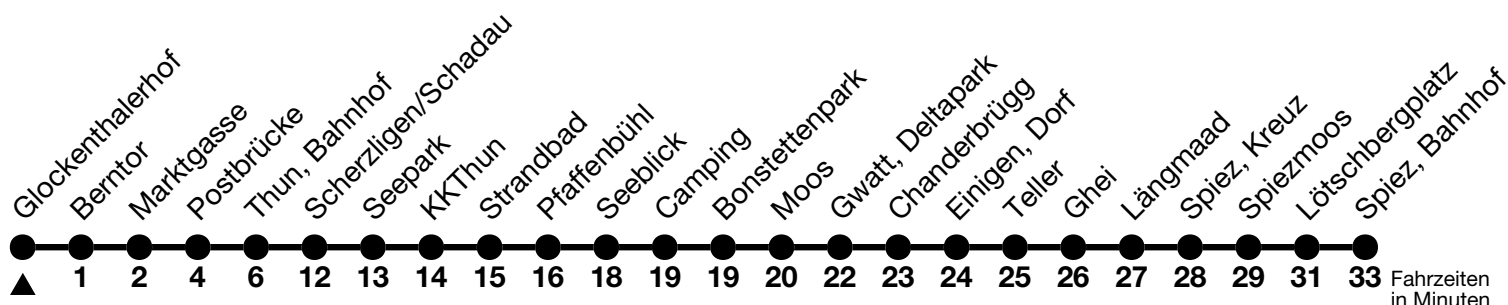 Glockenthalerhof
Berntor
Marktgasse
Postbrücke
Thun, Bahnhof
Scherzligen/Schadau
Seepark
KKThun
Strandbad
Pfaffenbühl
Seeblick
Camping
Bonstettenpark
Moos
Gwatt, Deltapark
Chanderbrügg
Einigen, Dorf
Teller
Ghei
Längmaad
Spiez, Kreuz
Spiezmoos
Lötschbergplatz
Spiez, Bahnhof
1 2 4 6 12 13 14 15 16 18 19 19 20 22 23 24 25 26 27 28 29 31 33 Fahrzeiten
in Minuten